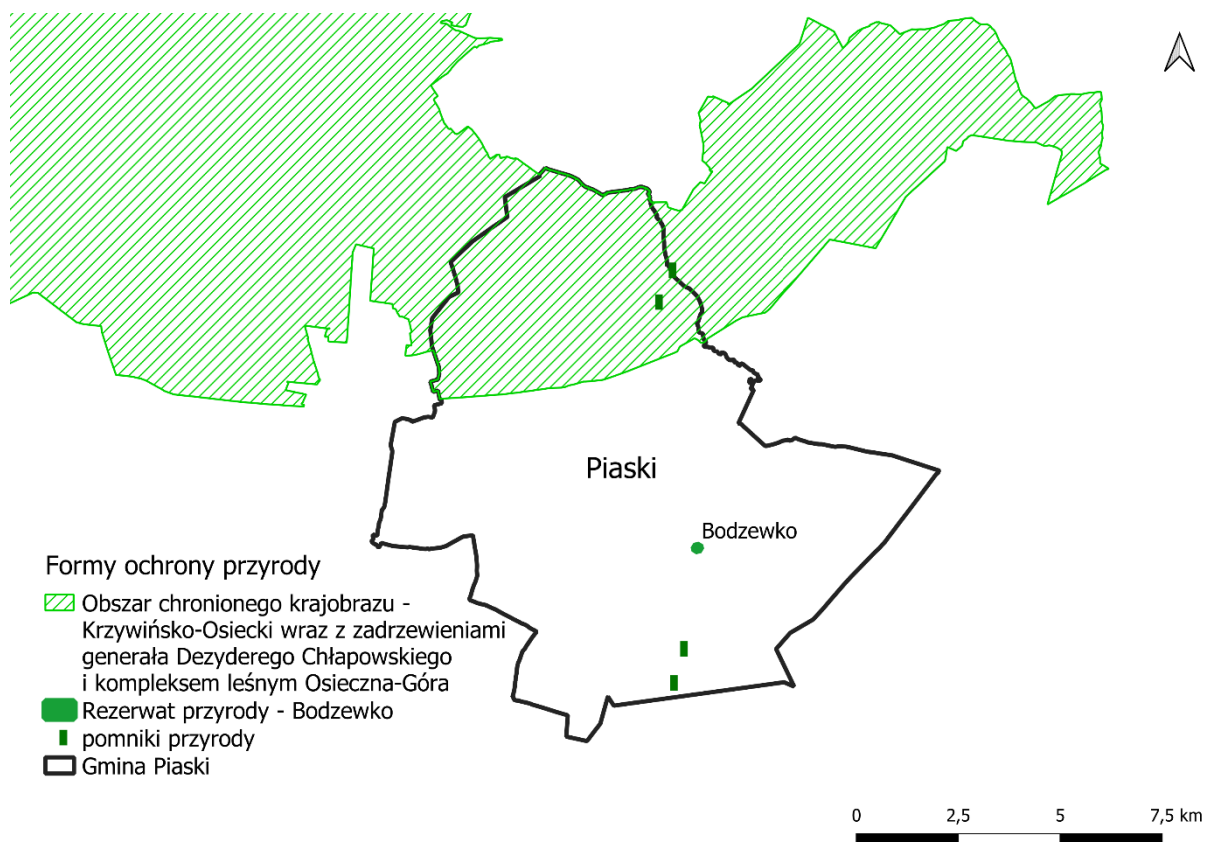 Piaski
Bodzewko
Formy ochrony przyrody
Obszar chronionego krajobrazu -
Krzywińsko-Osiecki wraz z zadrzewieniami
generała Dezyderego Chłapowskiego
i kompleksem leśnym Osieczna-Góra
Rezerwat przyrody - Bodzewko
pomniki przyrody
Gmina Piaski
0 2,5 5 7,5 km